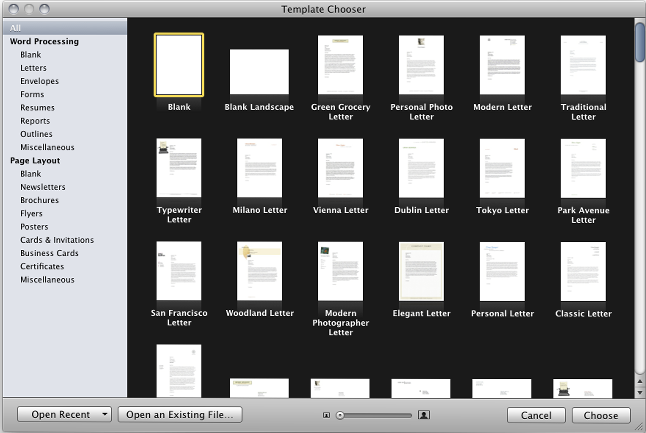 Template Chooser
All
Word Processing
Blank
Letters
Envelopes
Forms
Resumes
Reports
Outlines
Miscellaneous
Page Layout
Blank
Newsletters
Brochures
Flyers
Posters
Cards & Invitations
Business Cards
Certificates
Miscellaneous
Blank
Blank Landscape
Green Grocery
Letter
Personal Photo
Letter
Modern Letter
Traditional
Letter
Typewriter
Letter
Milano Letter
Vienna Letter
Dublin Letter
Tokyo Letter
Park Avenue
Letter
San Francisco
Letter
Woodland Letter
Modern
Photographer
Letter
Elegant Letter
Personal Letter
Classic Letter
Open Recent
Open an Existing File...
Cancel
Choose